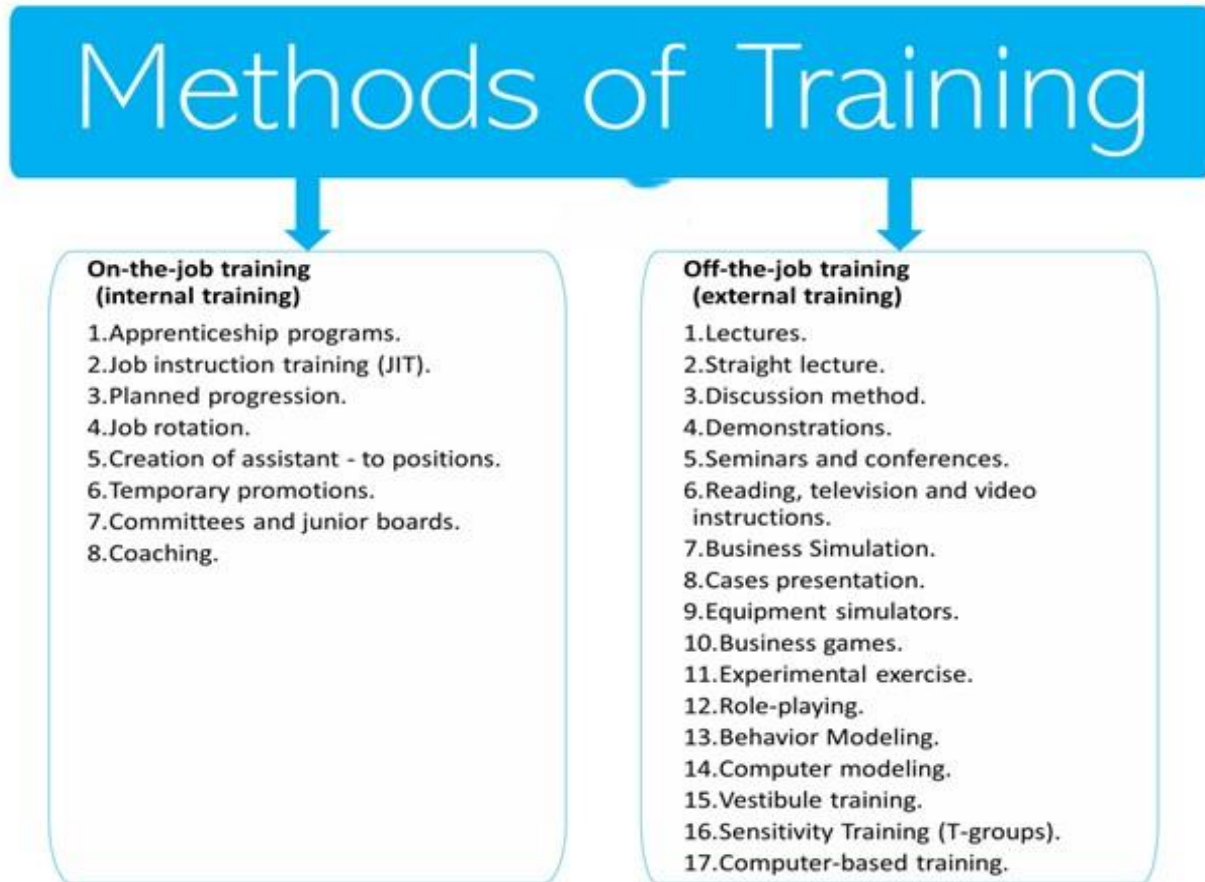 Methods of Training
On-the-job training
(internal training)
1.Apprenticeship programs.
2.Job instruction training (JIT).
3.Planned progression.
4.Job rotation.
5.Creation of assistant - to positions.
6.Temporary promotions.
7.Committees and junior boards.
8.Coaching.
Off-the-job training
(external training)
1.Lectures.
2.Straight lecture.
3.Discussion method.
4.Demonstrations.
5.Seminars and conferences.
6.Reading, television and video
instructions.
7.Business Simulation.
8.Cases presentation.
9.Equipment simulators.
10.Business games.
11.Experimental exercise.
12.Role-playing.
13.Behavior Modeling.
14.Computer modeling.
15.Vestibule training.
16.Sensitivity Training (T-groups).
17.Computer-based training.